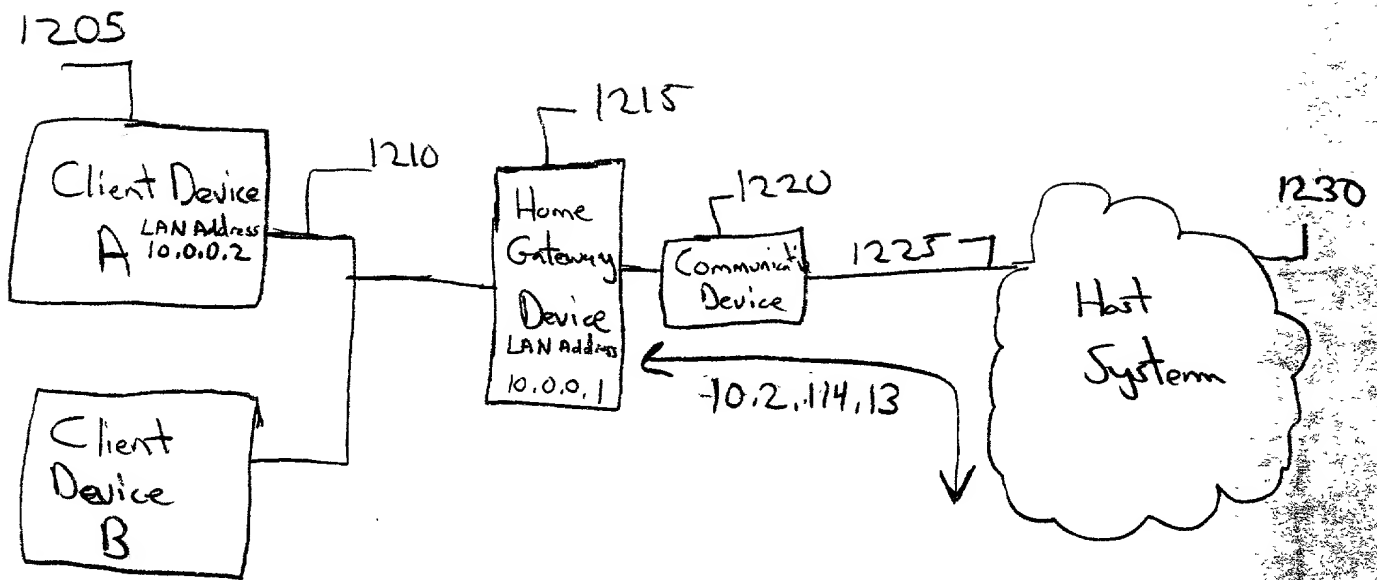 1205
Client Device
LAN Address
A 10.0.0.2
1210
Client
Device
B
1215
Home
Gateway
Device
LAN Address
10.0.0.1
1220
Communicati
Device
1225
10.2.114.13
1230
Host
System